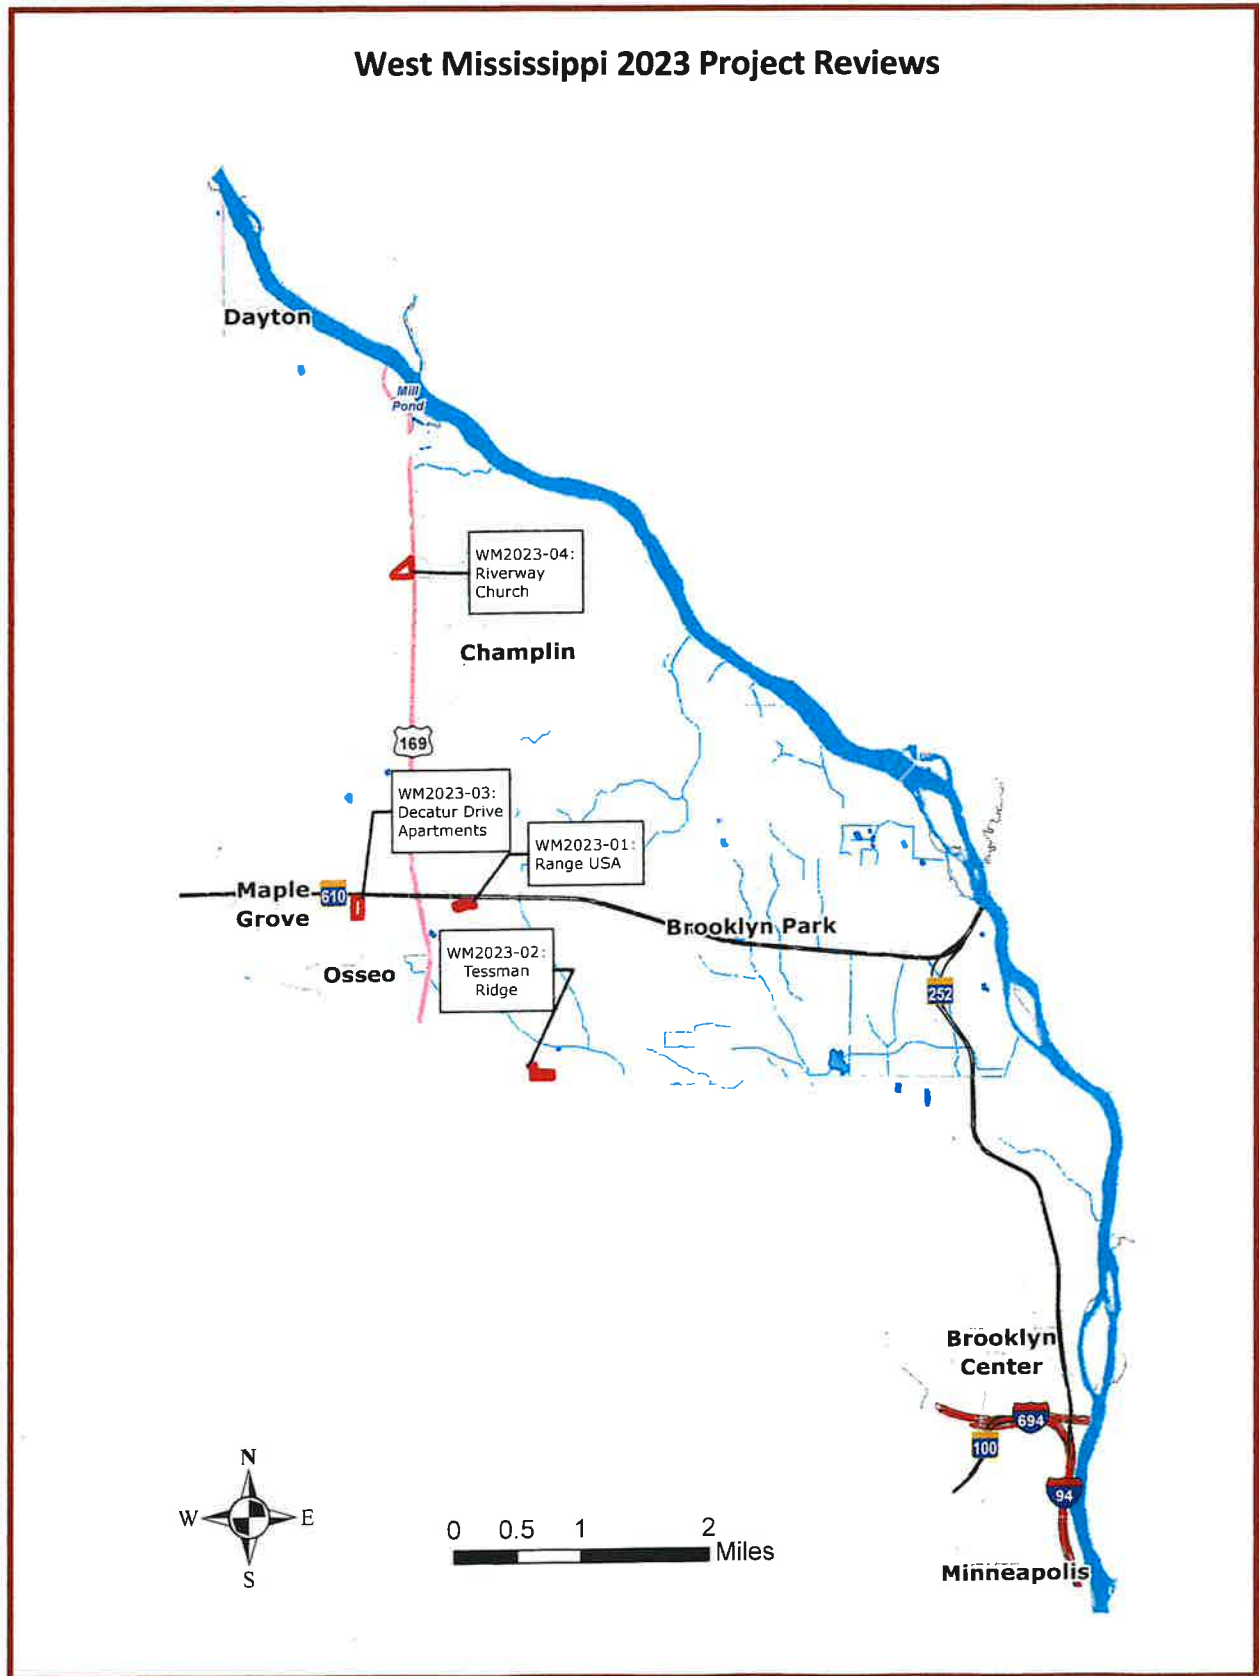 West Mississippi 2023 Project Reviews
Dayton
Mill
Pond
WM2023-04:
Riverway
Church
Champlin
169
WM2023-03:
Decatur Drive
Apartments
WM2023-01:
Range USA
Maple
Grove
610
Brooklyn Park
WM2023-02:
Tessman
Ridge
Osseo
252
Brooklyn
Center
694
100
94
N
W
E
S
0 0.5 1 2
Miles
Minneapolis